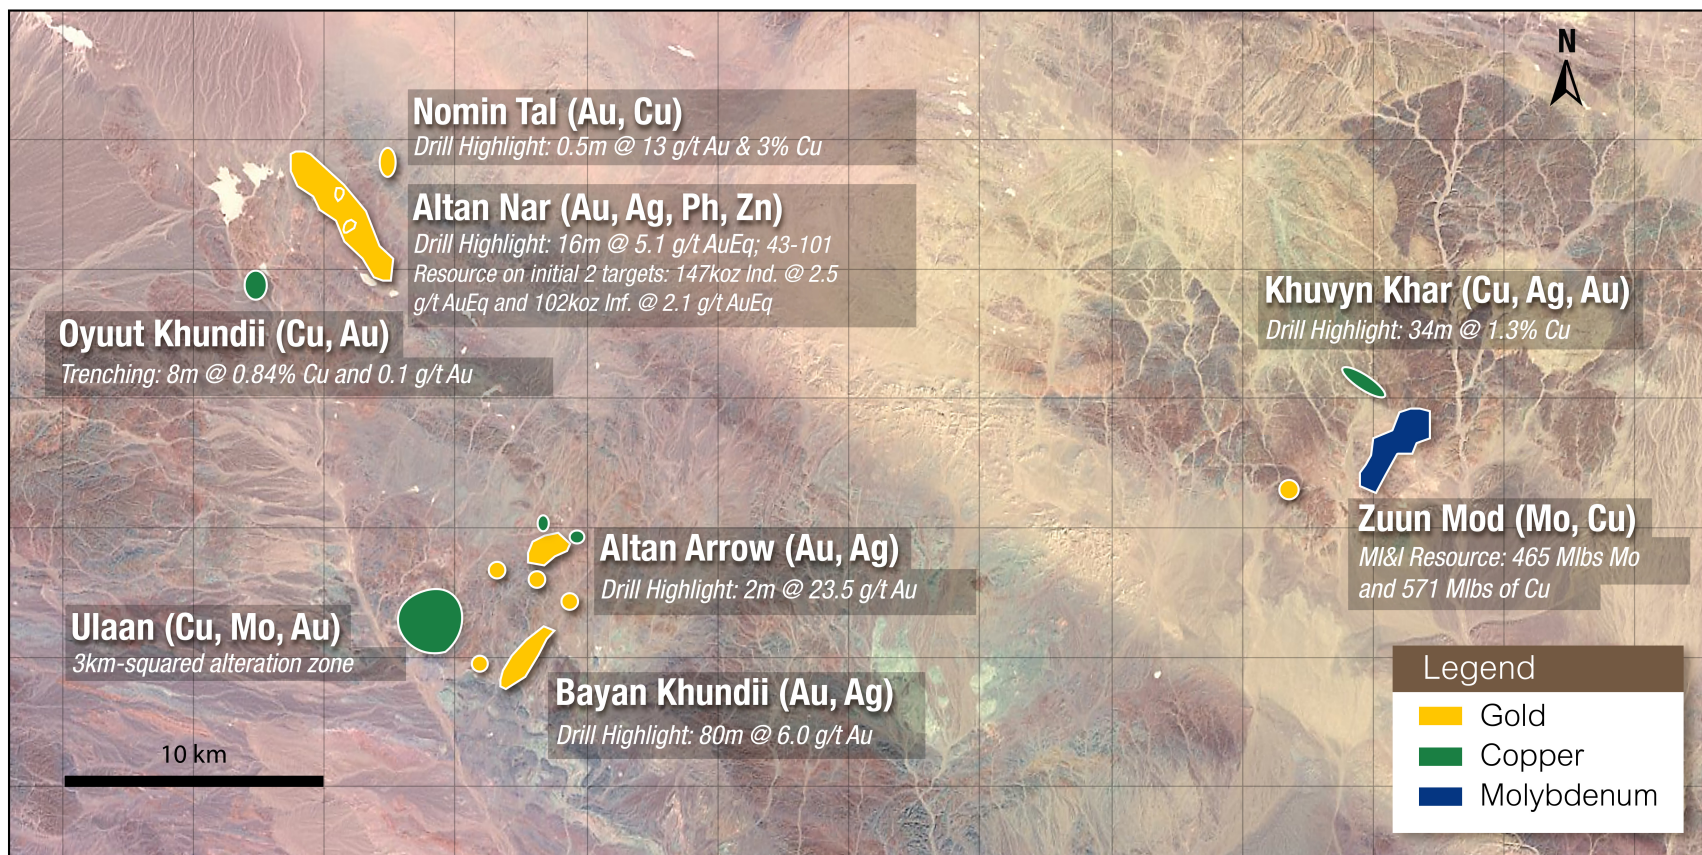 N
Nomin Tal (Au, Cu)
Drill Highlight: 0.5m @ 13 g/t Au & 3% Cu
Altan Nar (Au, Ag, Ph, Zn)
Drill Highlight: 16m @ 5.1 g/t AuEq; 43-101
Resource on initial 2 targets: 147koz Ind. @ 2.5
g/t AuEq and 102koz Inf. @ 2.1 g/t AuEq
Oyuut Khundii (Cu, Au)
Trenching: 8m @ 0.84% Cu and 0.1 g/t Au
Khuvyn Khar (Cu, Ag, Au)
Drill Highlight: 34m @ 1.3% Cu
Zuun Mod (Mo, Cu)
MI&I Resource: 465 Mlbs Mo
and 571 Mlbs of Cu
Altan Arrow (Au, Ag)
Drill Highlight: 2m @ 23.5 g/t Au
Ulaan (Cu, Mo, Au)
3km-squared alteration zone
Bayan Khundii (Au, Ag)
Drill Highlight: 80m @ 6.0 g/t Au
10 km
Legend
Gold
Copper
Molybdenum